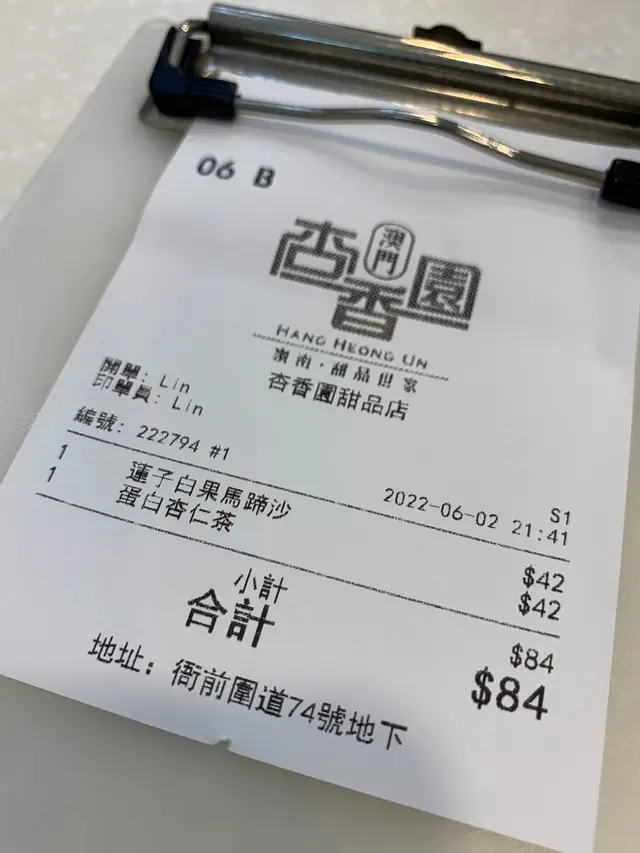 06 B
澳門
杏香園
HANG HEONG UN
澳南·甜品世家
杏香園甜品店
開單: Lin
印單員: Lin
編號: 222794 #1
S1
2022-06-02 21:41
1 蓮子白果馬蹄沙 $42
1 蛋白杏仁茶 $42
小計 $84
合計 $84
地址: 衙前圍道74號地下